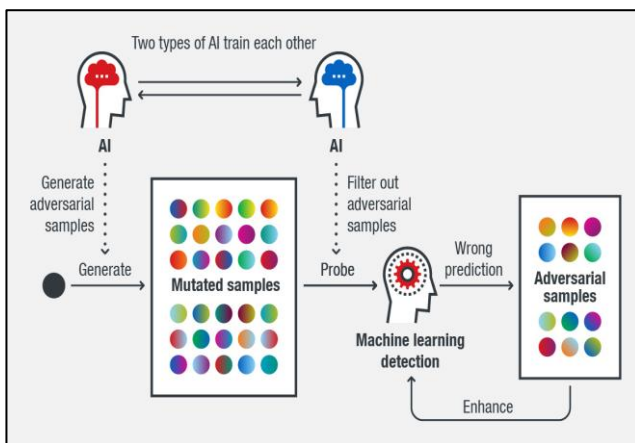 Two types of AI train each other
AI
AI
Generate
adversarial
samples
Filter out
adversarial
samples
Generate
Mutated samples
Probe
Machine learning
detection
Wrong
prediction
Adversarial
samples
Enhance